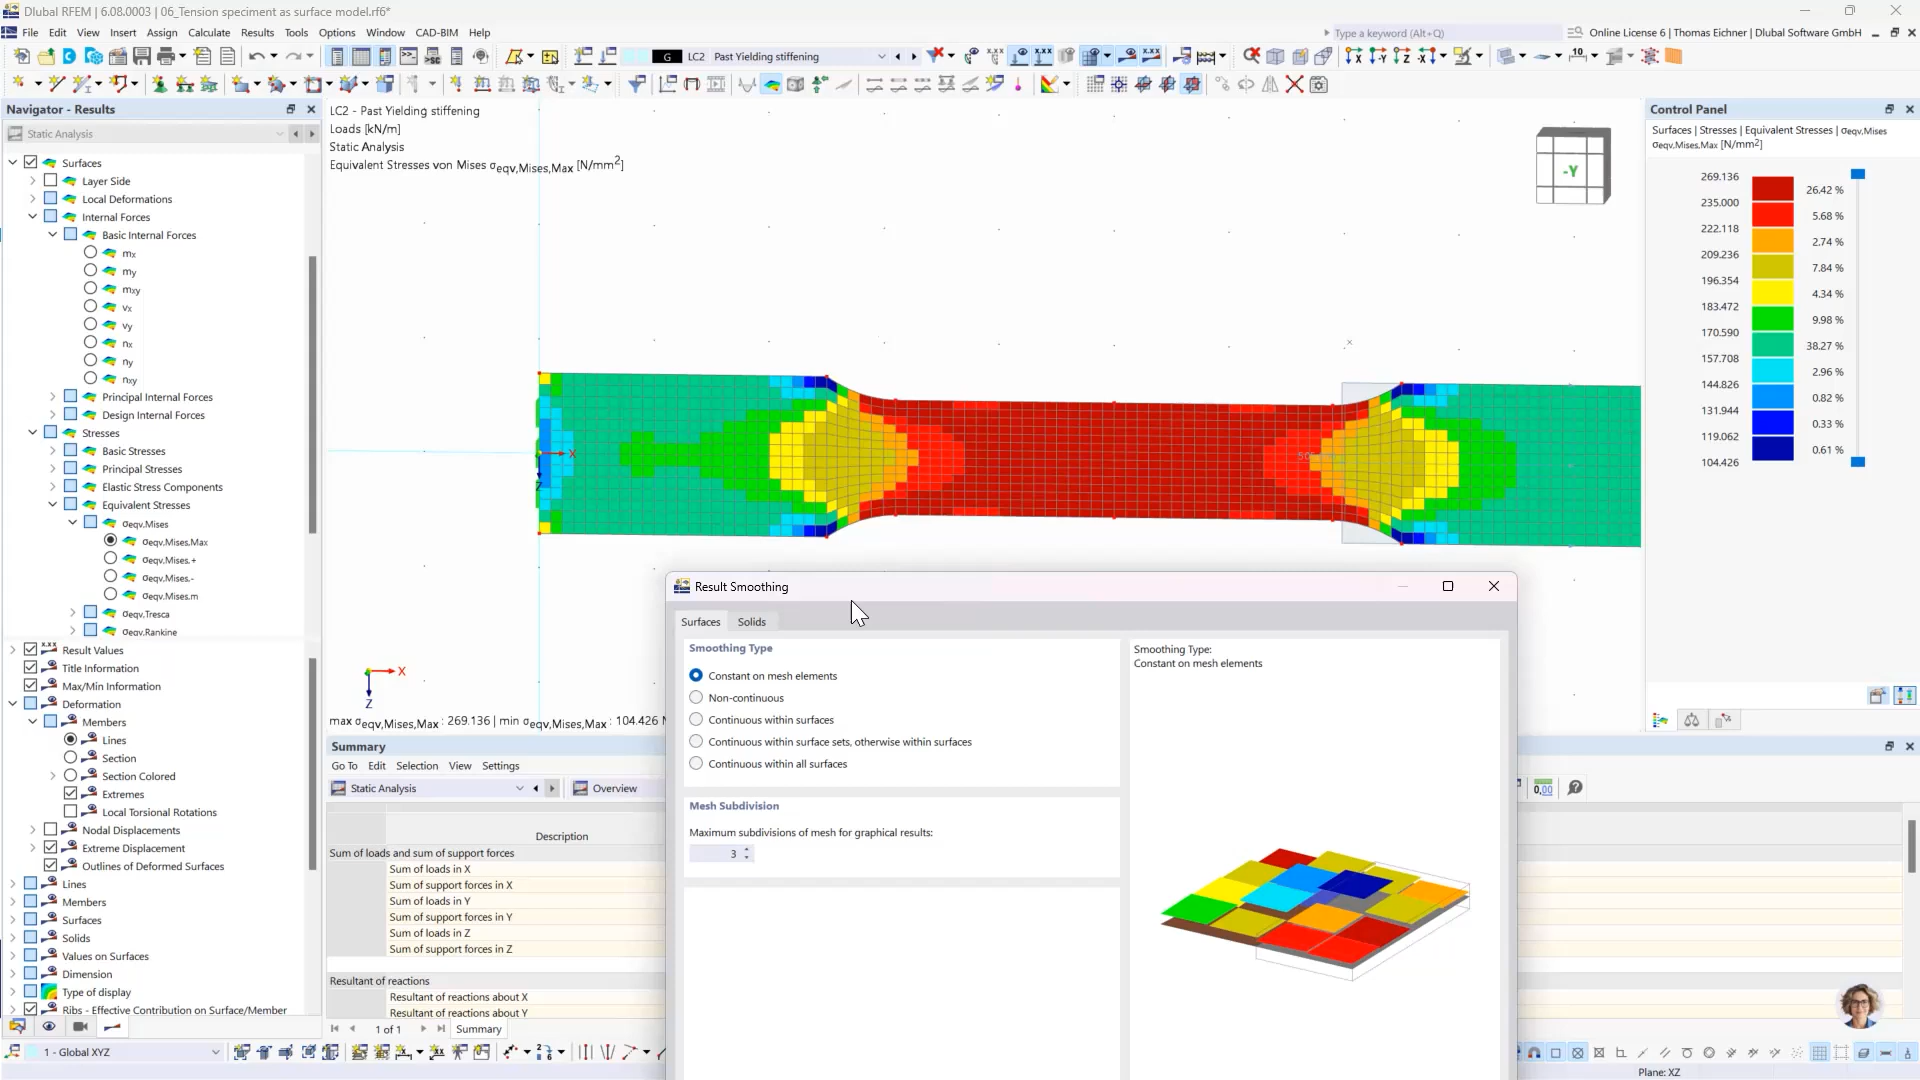 Dlubal RFEM | 6.08.0003 | 06_Tension speciment as surface model.rf6*
File Edit View Insert Assign Calculate Results Tools Options Window CAD-BIM Help
Type a keyword (Alt+Q)
Online License 6 | Thomas Eichner | Dlubal Software GmbH
G LC2 Past Yielding stiffening
Navigator - Results
Static Analysis
Surfaces
Layer Side
Local Deformations
Internal Forces
Basic Internal Forces
mx
my
mxy
vx
vy
nx
ny
nxy
Principal Internal Forces
Design Internal Forces
Stresses
Basic Stresses
Principal Stresses
Elastic Stress Components
Equivalent Stresses
σeqv,Mises
σeqv,Mises,Max
σeqv,Mises,+
σeqv,Mises,-
σeqv,Mises,m
σeqv,Tresca
σeqv,Rankine
Result Values
Title Information
Max/Min Information
Deformation
Members
Lines
Section
Section Colored
Extremes
Local Torsional Rotations
Nodal Displacements
Extreme Displacement
Outlines of Deformed Surfaces
Lines
Members
Surfaces
Solids
Values on Surfaces
Dimension
Type of display
Ribs - Effective Contribution on Surface/Member
1 - Global XYZ
LC2 - Past Yielding stiffening
Loads [kN/m]
Static Analysis
Equivalent Stresses von Mises σeqv,Mises,Max [N/mm2]
-Y
X
Z
X
Z
max σeqv,Mises,Max : 269.136 | min σeqv,Mises,Max : 104.426 N
Summary
Go To Edit Selection View Settings
Static Analysis
Overview
Description
Sum of loads and sum of support forces
Sum of loads in X
Sum of support forces in X
Sum of loads in Y
Sum of support forces in Y
Sum of loads in Z
Sum of support forces in Z
Resultant of reactions
Resultant of reactions about X
Resultant of reactions about Y
1 of 1
Summary
Result Smoothing
Surfaces
Solids
Smoothing Type
Constant on mesh elements
Non-continuous
Continuous within surfaces
Continuous within surface sets, otherwise within surfaces
Continuous within all surfaces
Mesh Subdivision
Maximum subdivisions of mesh for graphical results:
3
Smoothing Type:
Constant on mesh elements
Control Panel
Surfaces | Stresses | Equivalent Stresses | σeqv,Mises
σeqv,Mises,Max [N/mm2]
269.136
26.42 %
235.000
5.68 %
222.118
2.74 %
209.236
7.84 %
196.354
4.34 %
183.472
9.98 %
170.590
38.27 %
157.708
2.96 %
144.826
0.82 %
131.944
0.33 %
119.062
0.61 %
104.426
0,00
Plane: XZ